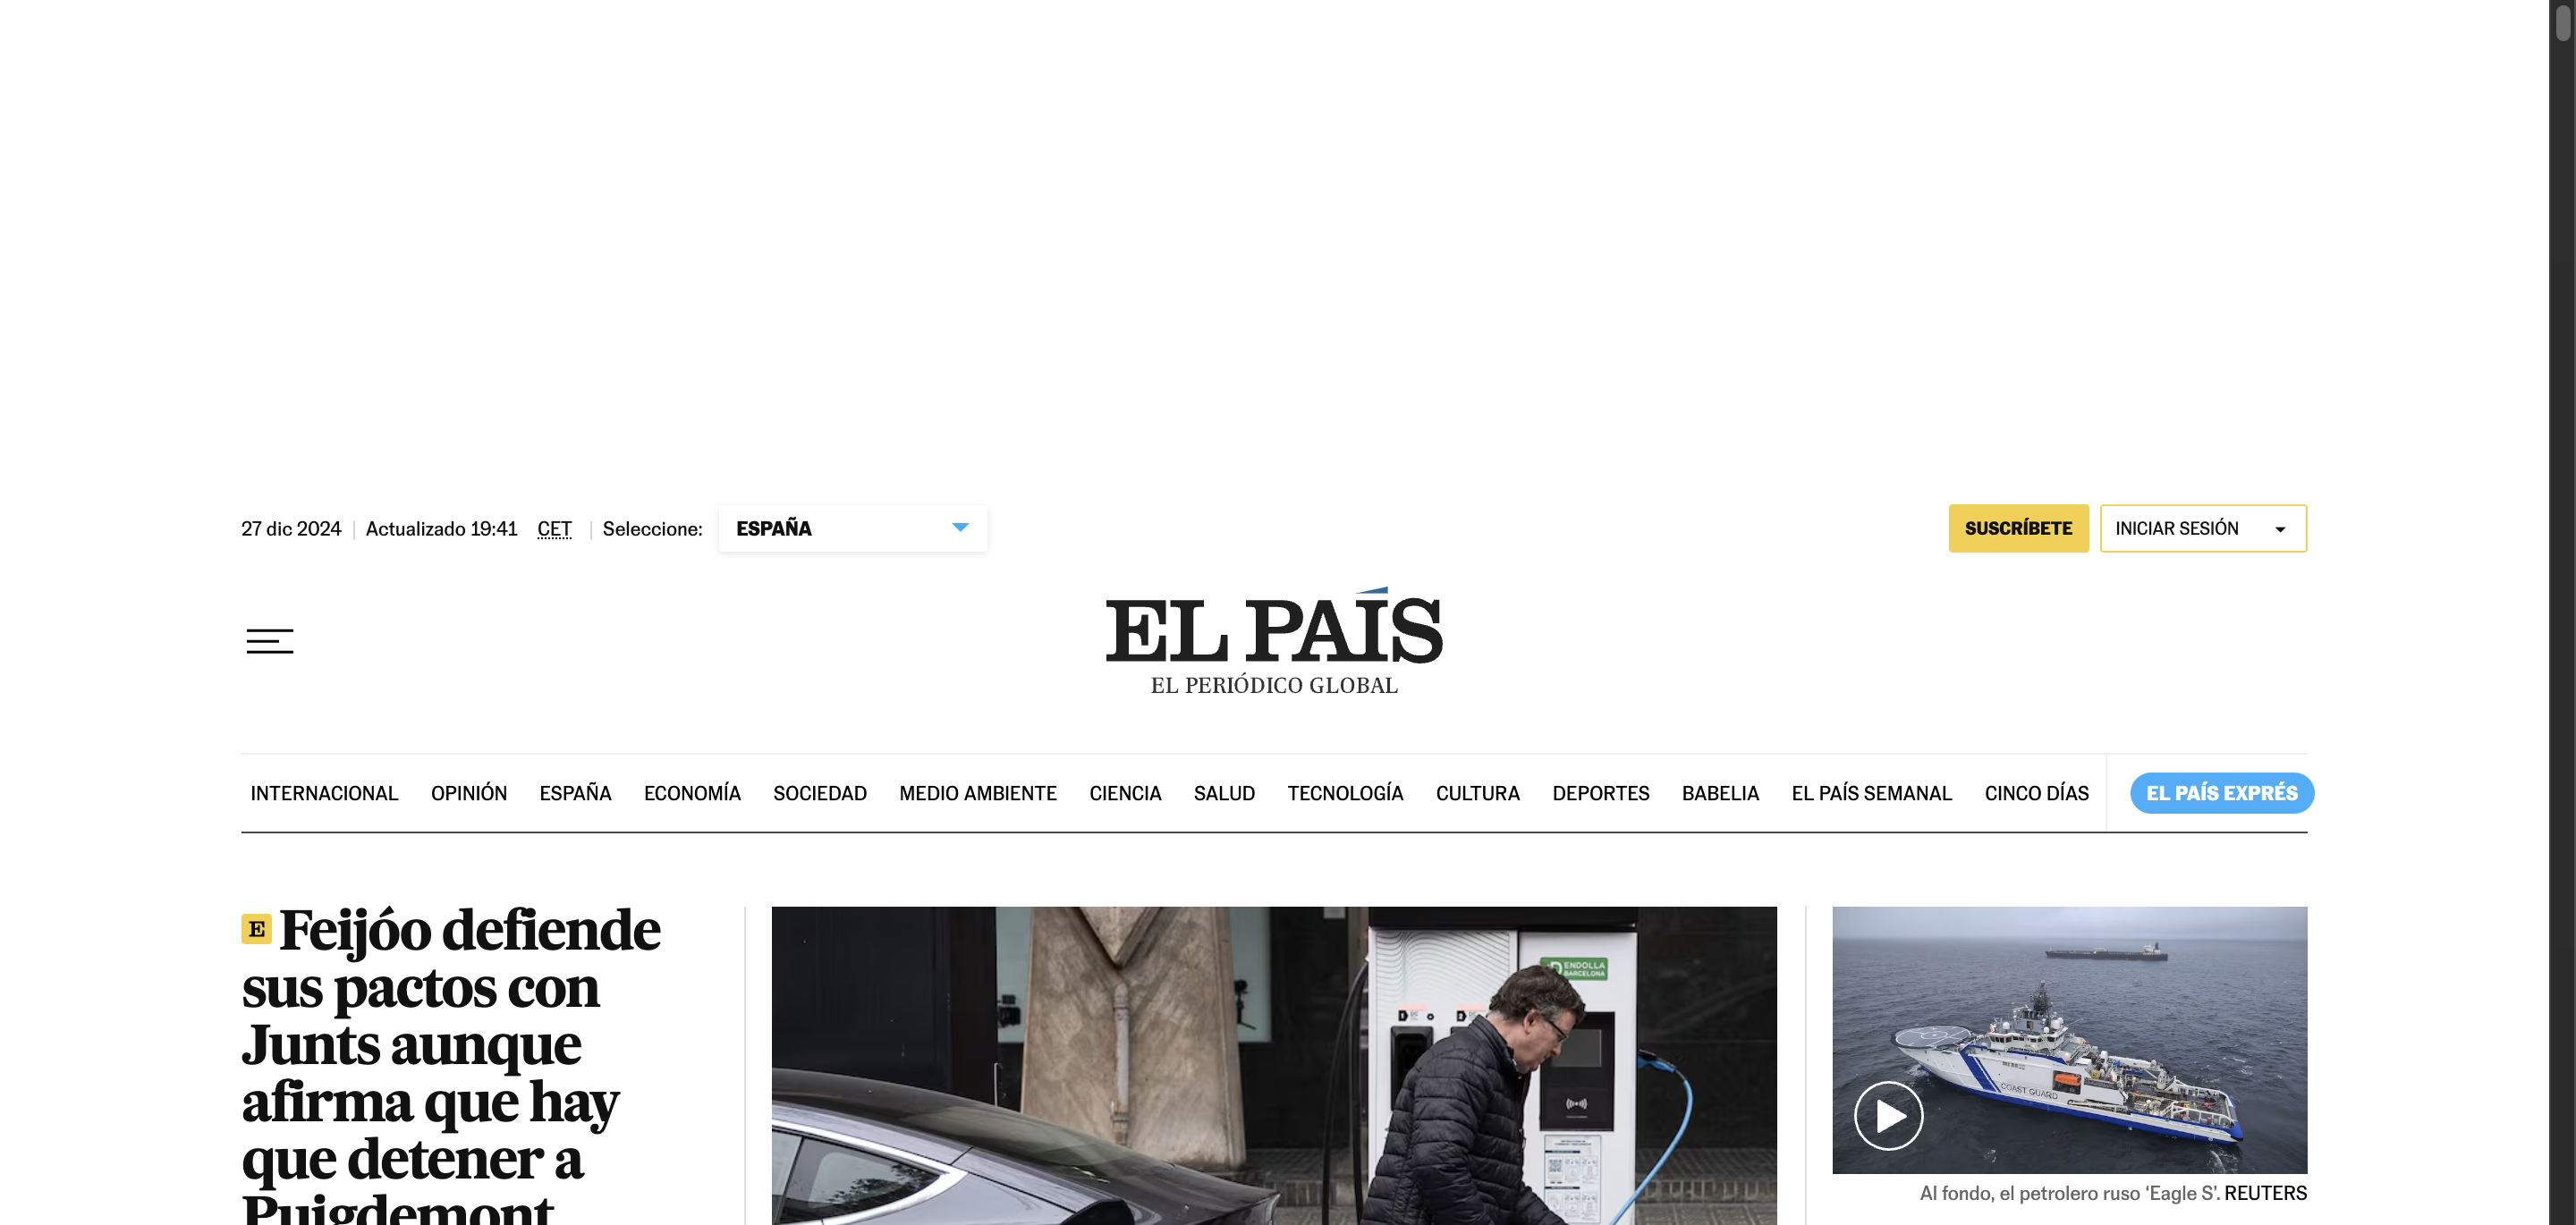 27 dic 2024 | Actualizado 19:41 CET | Seleccione: ESPAÑA
SUSCRÍBETE INICIAR SESIÓN
EL PAÍS
EL PERIÓDICO GLOBAL
INTERNACIONAL OPINIÓN ESPAÑA ECONOMÍA SOCIEDAD MEDIO AMBIENTE CIENCIA SALUD TECNOLOGÍA CULTURA DEPORTES BABELIA EL PAÍS SEMANAL CINCO DÍAS EL PAÍS EXPRÉS
E Feijóo defiende
sus pactos con
Junts aunque
afirma que hay
que detener a
Puigdemont
ENDOLLA
BARCELONA
COAST GUARD
Al fondo, el petrolero ruso ‘Eagle S’. REUTERS